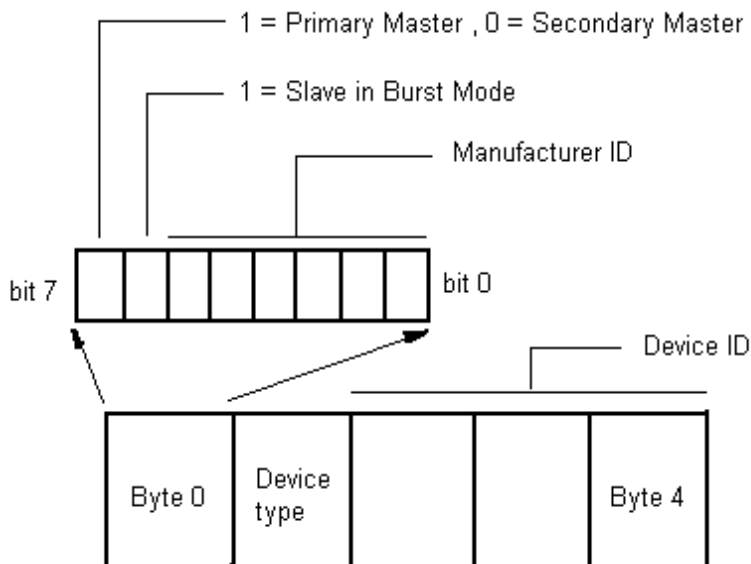 1 = Primary Master , 0 = Secondary Master
1 = Slave in Burst Mode
Manufacturer ID
bit 7
bit 0
Device ID
Byte 0
Device
type
Byte 4